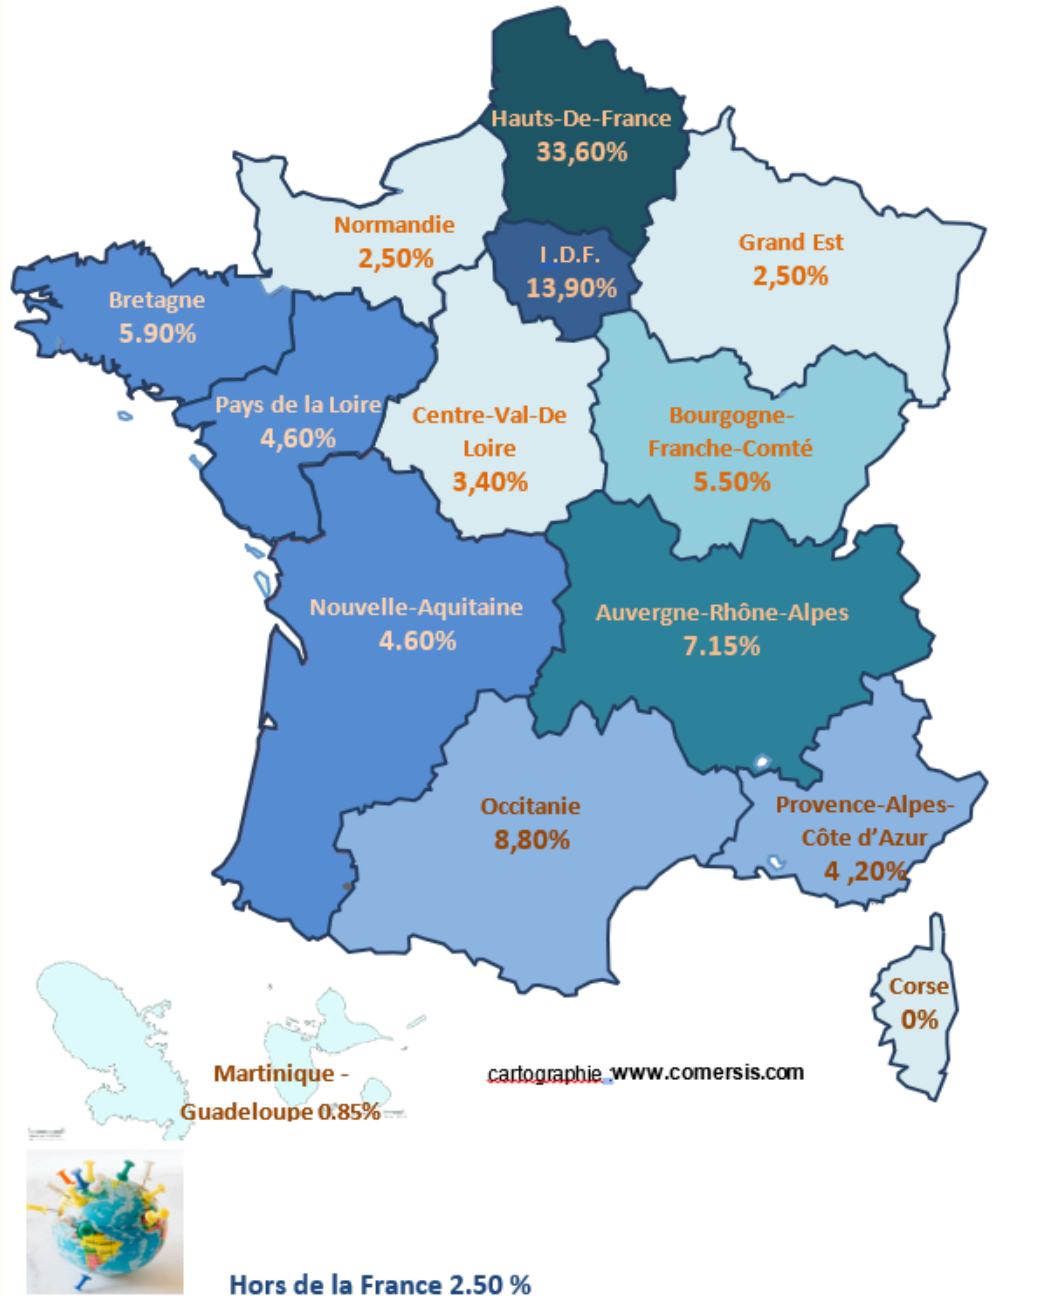 Hauts-De-France
33,60%
Normandie
2,50%
I .D.F.
13,90%
Grand Est
2,50%
Bretagne
5.90%
Pays de la Loire
4,60%
Centre-Val-De
Loire
3,40%
Bourgogne-
Franche-Comté
5.50%
Nouvelle-Aquitaine
4.60%
Auvergne-Rhône-Alpes
7.15%
Occitanie
8,80%
Provence-Alpes-
Côte d’Azur
4 ,20%
Corse
0%
Martinique -
Guadeloupe 0.85%
cartographie :www.comersis.com
Hors de la France 2.50 %